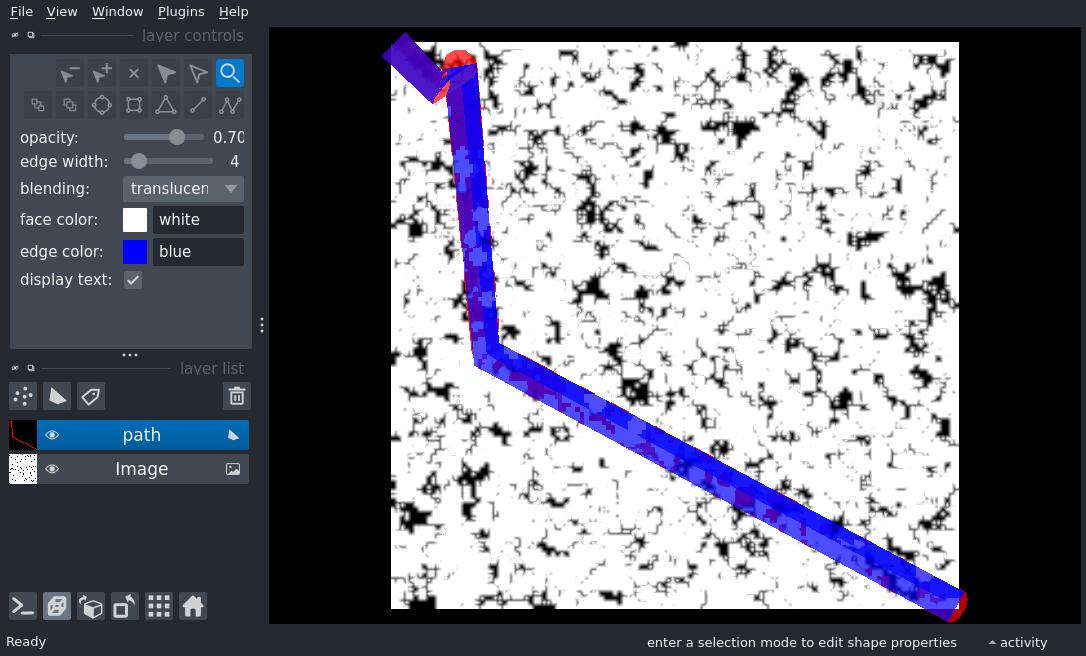 File View Window Plugins Help
layer controls
opacity: 0.70
edge width: 4
blending: translucen
face color: white
edge color: blue
display text:
layer list
path
Image
Ready enter a selection mode to edit shape properties activity